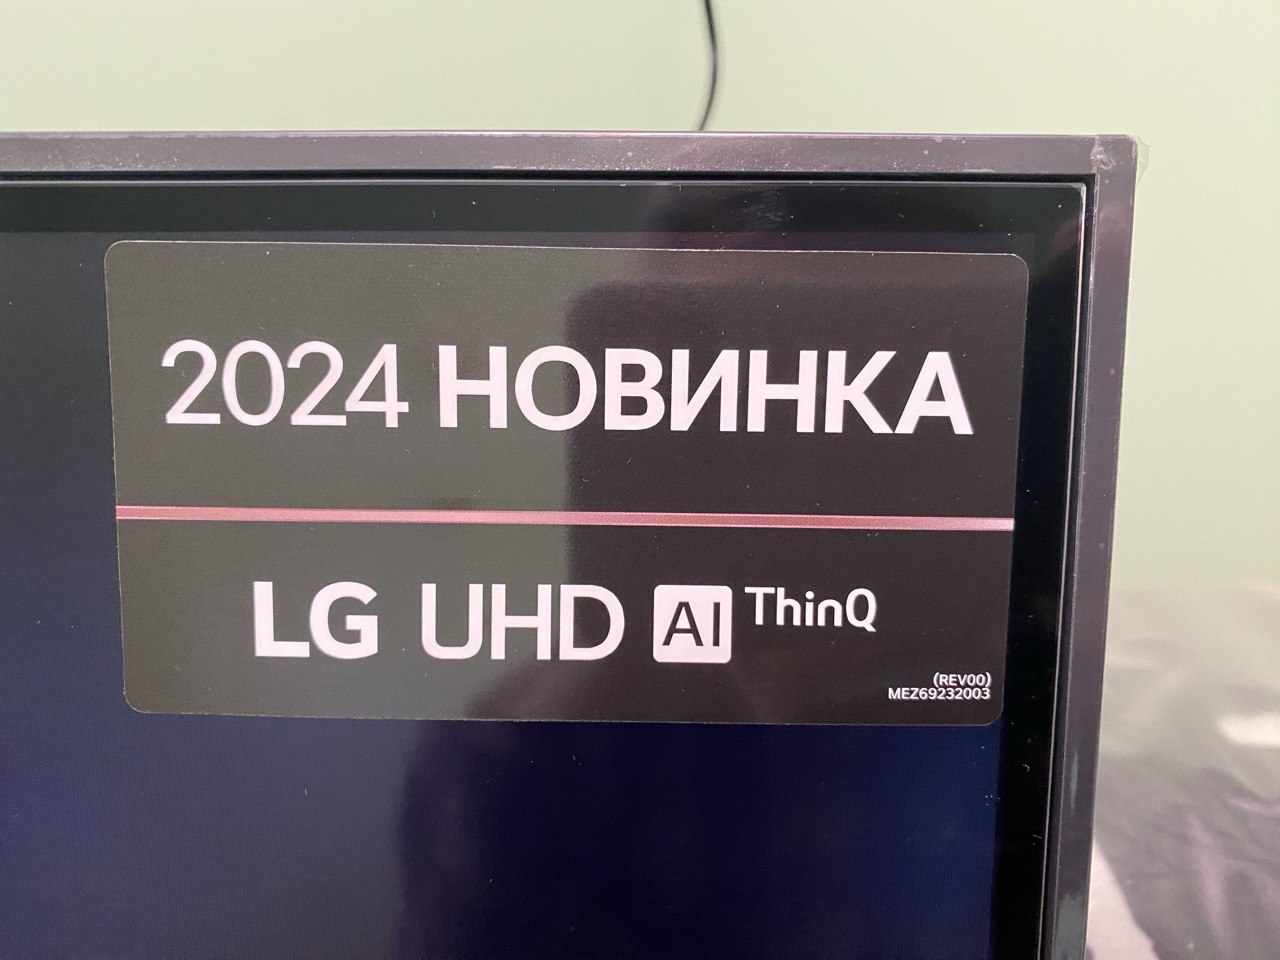 2024 НОВИНКА
LG UHD AI ThinQ
(REV00)
MEZ69232003